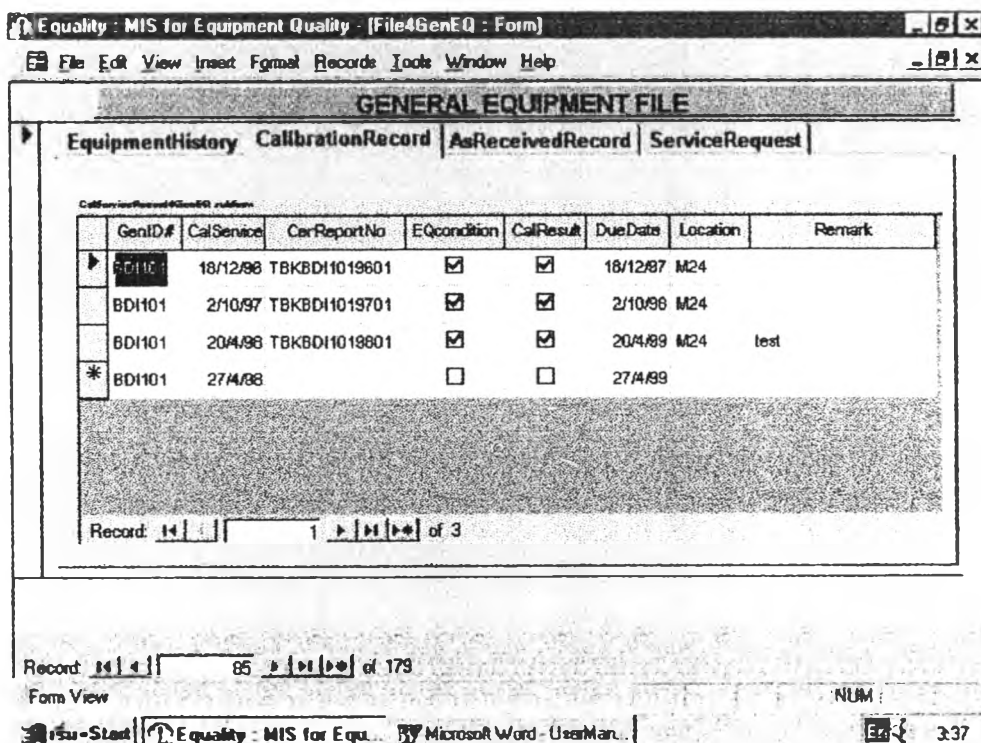 Equality : MIS for Equipment Quality - [File4GenEQ : Form]
File Edit View Insert Format Records Tools Window Help
GENERAL EQUIPMENT FILE
EquipmentHistory CalibrationRecord AsReceivedRecord ServiceRequest
GenID# CalService CerReportNo EQcondition CalResult DueDate Location Remark
BDI101 18/12/96 TBKBDI1019601 18/12/97 M24
BDI101 2/10/97 TBKBDI1019701 2/10/98 M24
BDI101 20/4/98 TBKBDI1019801 20/4/99 M24 test
BDI101 27/4/98 27/4/99
Record: 1 of 3
Record: 85 of 179
Form View NUM
เริ่ม-Start Equality : MIS for Equ... Microsoft Word - UserMan... 3:37